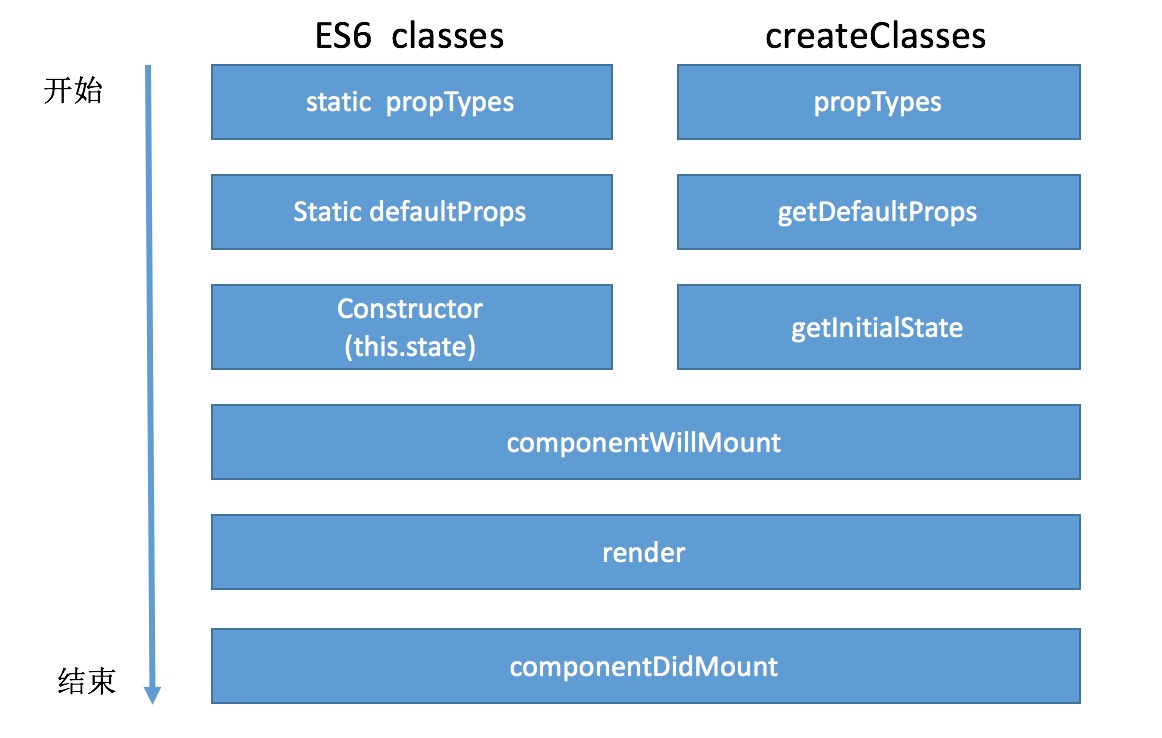 ES6 classes
createClasses
开始
static propTypes
propTypes
Static defaultProps
getDefaultProps
Constructor
(this.state)
getInitialState
componentWillMount
render
componentDidMount
结束